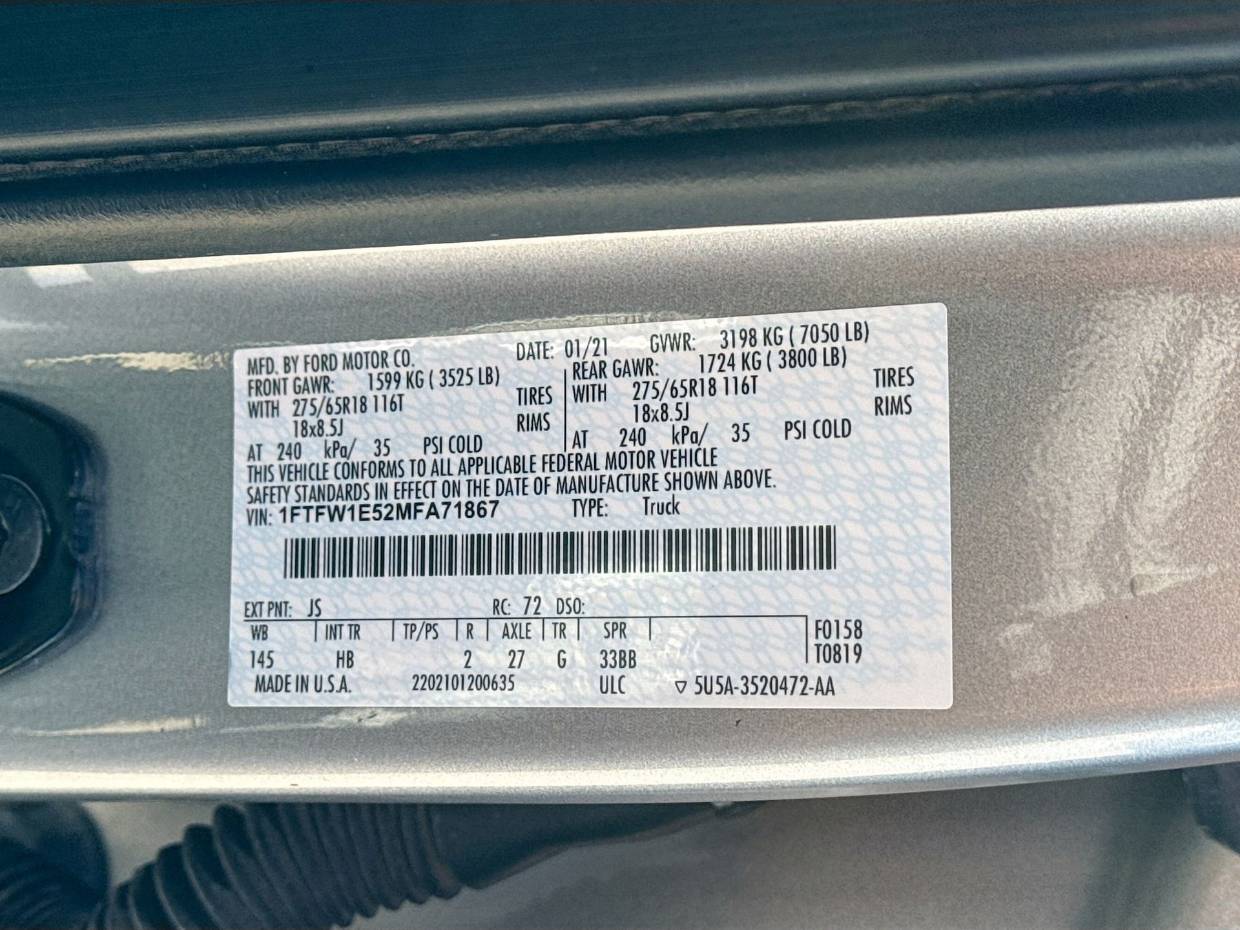 MFD. BY FORD MOTOR CO. DATE: 01/21 GVWR: 3198 KG ( 7050 LB)
FRONT GAWR: 1599 KG ( 3525 LB) REAR GAWR: 1724 KG ( 3800 LB)
WITH 275/65R18 116T TIRES WITH 275/65R18 116T TIRES
18x8.5J RIMS 18x8.5J RIMS
AT 240 kPa/ 35 PSI COLD AT 240 kPa/ 35 PSI COLD
THIS VEHICLE CONFORMS TO ALL APPLICABLE FEDERAL MOTOR VEHICLE
SAFETY STANDARDS IN EFFECT ON THE DATE OF MANUFACTURE SHOWN ABOVE.
VIN: 1FTFW1E52MFA71867 TYPE: Truck
EXT PNT: JS RC: 72 DSO:
WB INT TR TP/PS R AXLE TR SPR F0158
145 HB 2 27 G 33BB T0819
MADE IN U.S.A. 2202101200635 ULC ▽ 5U5A-3520472-AA